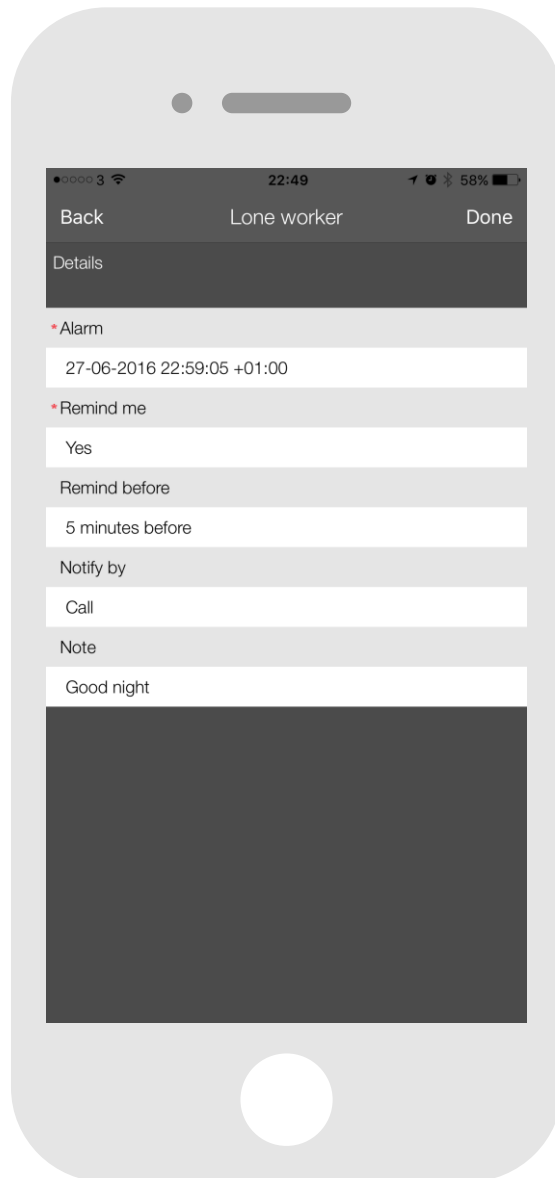 3 22:49 58%
Back Lone worker Done
Details
*Alarm
27-06-2016 22:59:05 +01:00
*Remind me
Yes
Remind before
5 minutes before
Notify by
Call
Note
Good night